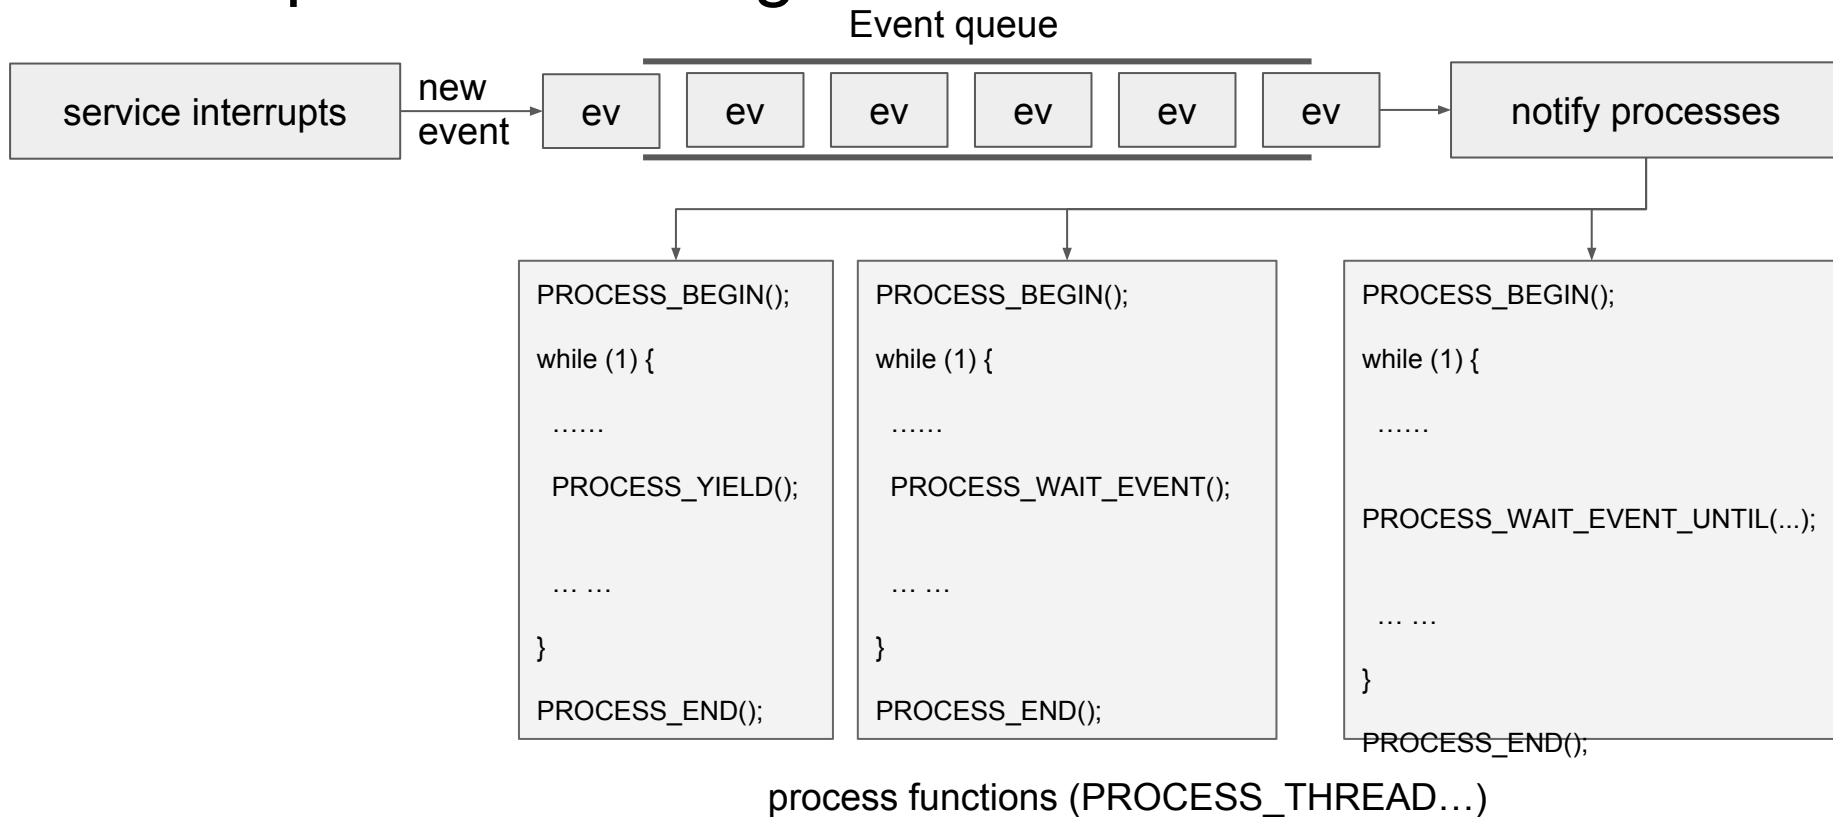 Event queue
service interrupts
new
event
ev
ev
ev
ev
ev
ev
notify processes
PROCESS_BEGIN();
while (1) {
……
PROCESS_YIELD();
… …
}
PROCESS_END();
PROCESS_BEGIN();
while (1) {
……
PROCESS_WAIT_EVENT();
… …
}
PROCESS_END();
PROCESS_BEGIN();
while (1) {
……
PROCESS_WAIT_EVENT_UNTIL(...);
… …
}
PROCESS_END();
process functions (PROCESS_THREAD…)